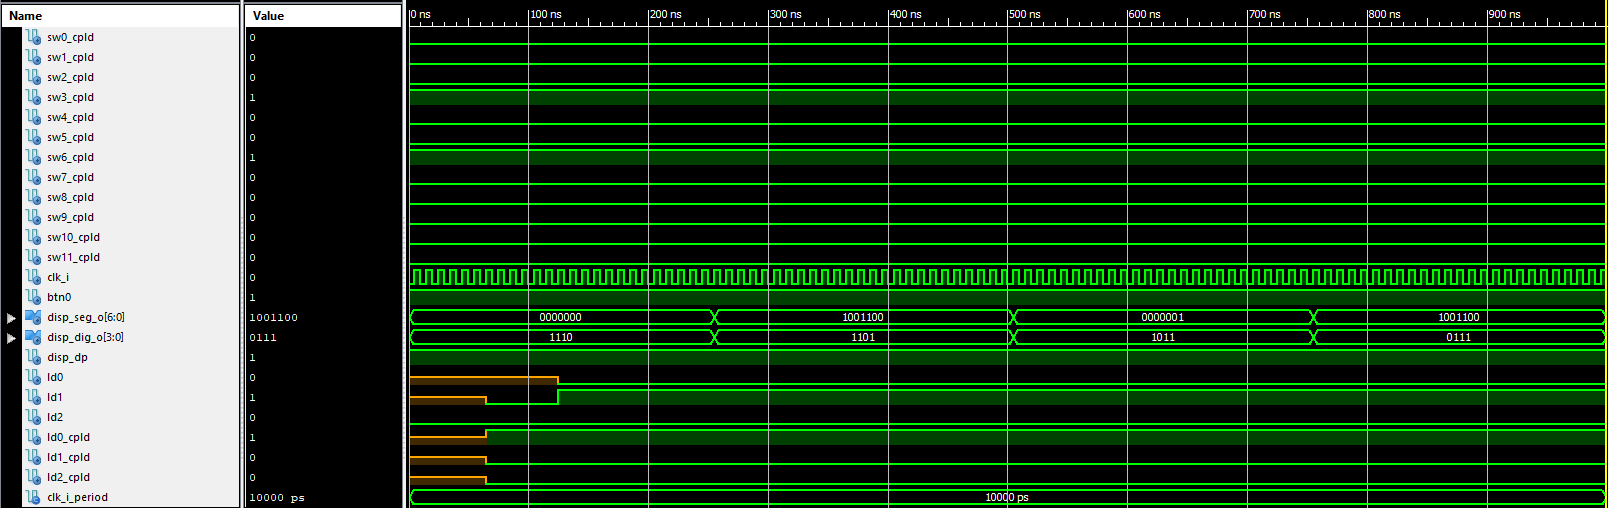 Name Value 0 ns 100 ns 200 ns 300 ns 400 ns 500 ns 600 ns 700 ns 800 ns 900 ns
sw0_cpld 0
sw1_cpld 0
sw2_cpld 0
sw3_cpld 1
sw4_cpld 0
sw5_cpld 0
sw6_cpld 1
sw7_cpld 0
sw8_cpld 0
sw9_cpld 0
sw10_cpld 0
sw11_cpld 0
clk_i 0
btn0 1
disp_seg_o[6:0] 1001100 0000000 1001100 0000001 1001100
disp_dig_o[3:0] 0111 1110 1101 1011 0111
disp_dp 1
ld0 0
ld1 1
ld2 0
ld0_cpld 1
ld1_cpld 0
ld2_cpld 0
clk_i_period 10000 ps 10000 ps